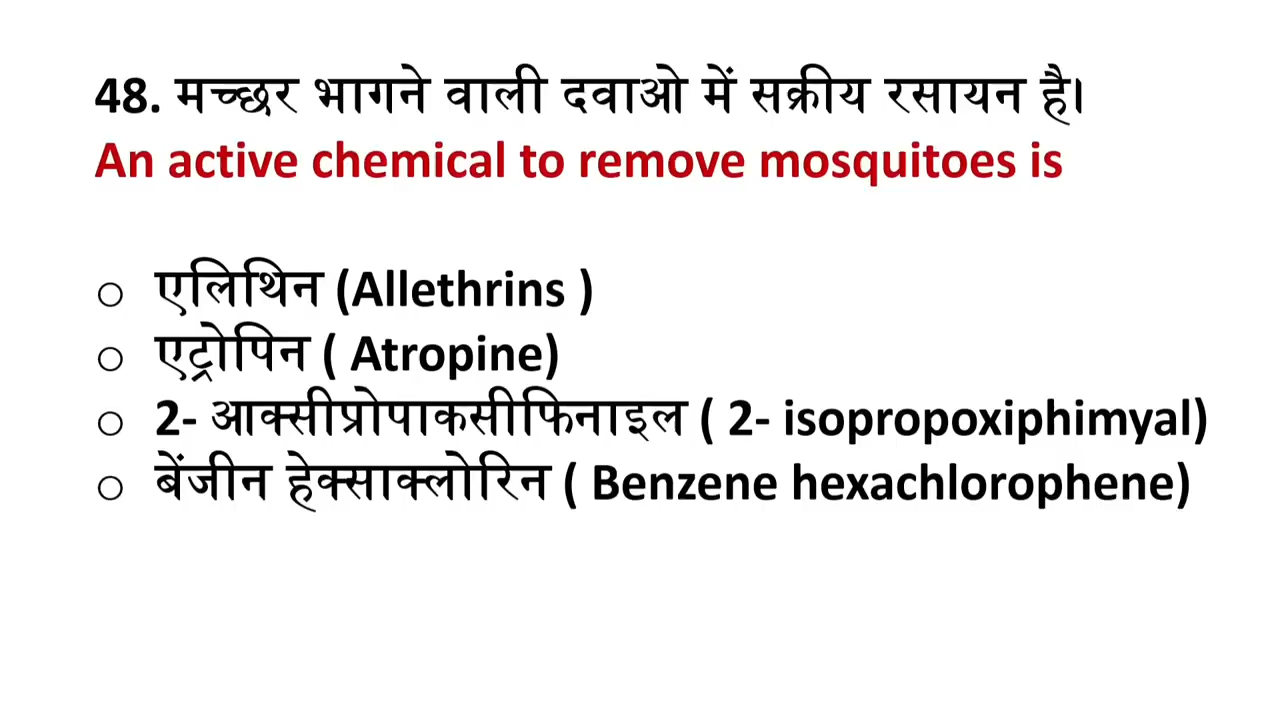 48. मच्छर भागने वाली दवाओ में सक्रीय रसायन है।
An active chemical to remove mosquitoes is
○ एलिथिन (Allethrins )
○ एट्रोपिन ( Atropine)
○ 2- आक्सीप्रोपाकसीफिनाइल ( 2- isopropoxiphimyal)
○ बेंजीन हेक्साक्लोरिन ( Benzene hexachlorophene)